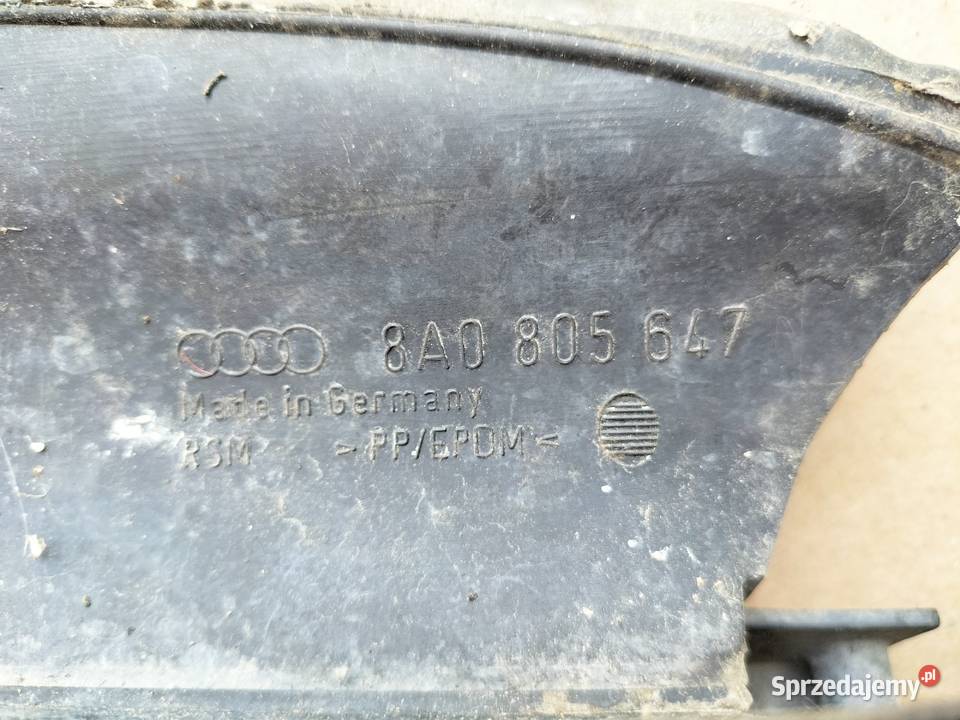 8A0 805 647
Made in Germany
RSM >PP/EPDM<
Sprzedajemy.pl